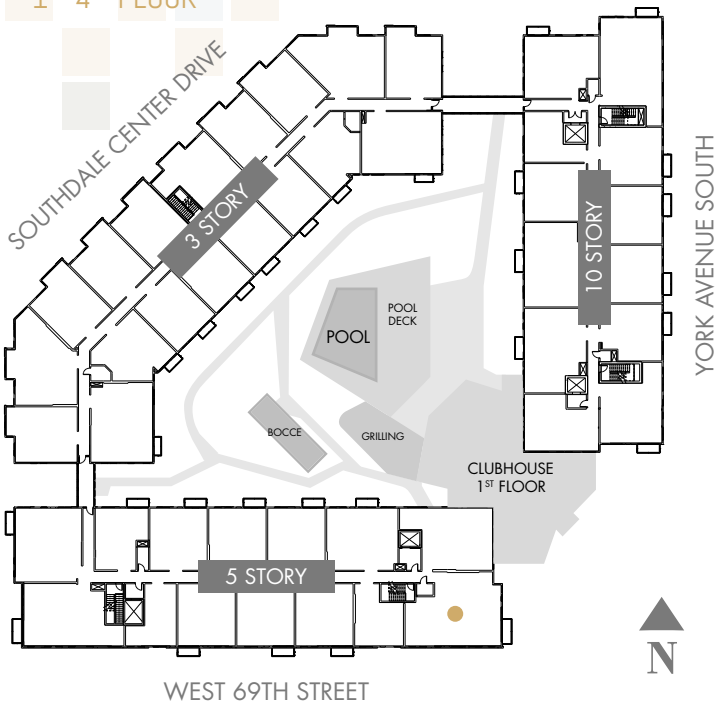 SOUTHDALE CENTER DRIVE
3 STORY
10 STORY
YORK AVENUE SOUTH
POOL
DECK
POOL
BOCCE
GRILLING
CLUBHOUSE
1ST FLOOR
5 STORY
N
WEST 69TH STREET